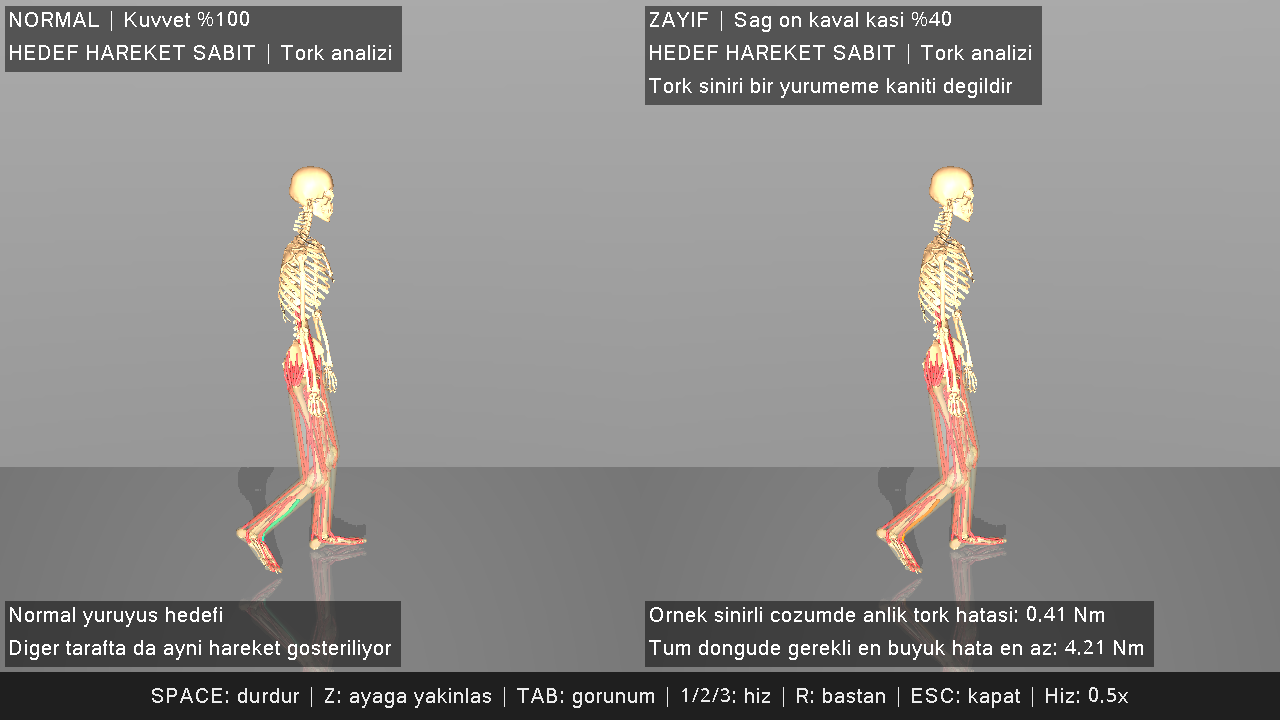 NORMAL | Kuvvet %100
HEDEF HAREKET SABIT | Tork analizi
ZAYIF | Sag on kaval kasi %40
HEDEF HAREKET SABIT | Tork analizi
Tork siniri bir yurumeme kaniti degildir
Normal yuruyus hedefi
Diger tarafta da ayni hareket gosteriliyor
Ornek sinirli cozumde anlik tork hatasi: 0.41 Nm
Tum dongude gerekli en buyuk hata en az: 4.21 Nm
SPACE: durdur | Z: ayaga yakinlas | TAB: gorunum | 1/2/3: hiz | R: bastan | ESC: kapat | Hiz: 0.5x